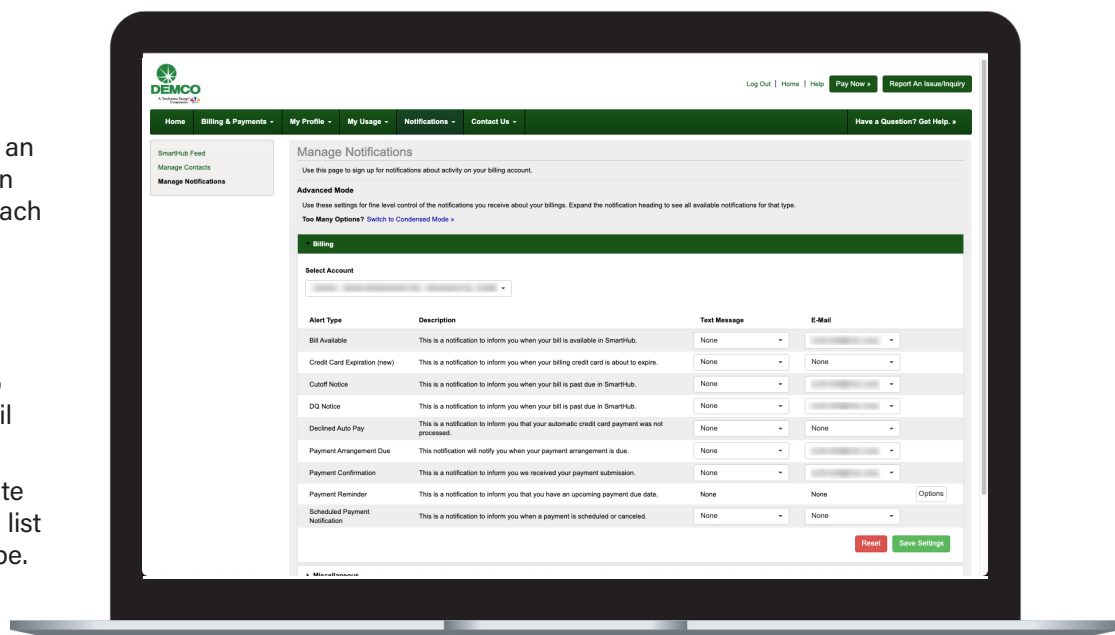 an
n
ach
il
te
list
pe.
DEMCO
Log Out | Home | Help
Pay Now »
Report An Issue/Inquiry
Home
Billing & Payments
My Profile
My Usage
Notifications
Contact Us
Have a Question? Get Help. »
SmartHub Feed
Manage Contacts
Manage Notifications
Manage Notifications
Use this page to sign up for notifications about activity on your billing account.
Advanced Mode
Use these settings for fine level control of the notifications you receive about your billings. Expand the notification heading to see all available notifications for that type.
Too Many Options? Switch to Condensed Mode »
Billing
Select Account
Alert Type Description Text Message E-Mail
Bill Available This is a notification to inform you when your bill is available in SmartHub. None
Credit Card Expiration (new) This is a notification to inform you when your billing credit card is about to expire. None None
Cutoff Notice This is a notification to inform you when your bill is past due in SmartHub. None
DQ Notice This is a notification to inform you when your bill is past due in SmartHub. None
Declined Auto Pay This is a notification to inform you that your automatic credit card payment was not None None
processed.
Payment Arrangement Due This notification will notify you when your payment arrangement is due. None
Payment Confirmation This is a notification to inform you we received your payment submission. None
Payment Reminder This is a notification to inform you that you have an upcoming payment due date. None None Options
Scheduled Payment This is a notification to inform you when a payment is scheduled or canceled. None None
Notification
Reset Save Settings
Miscellaneous